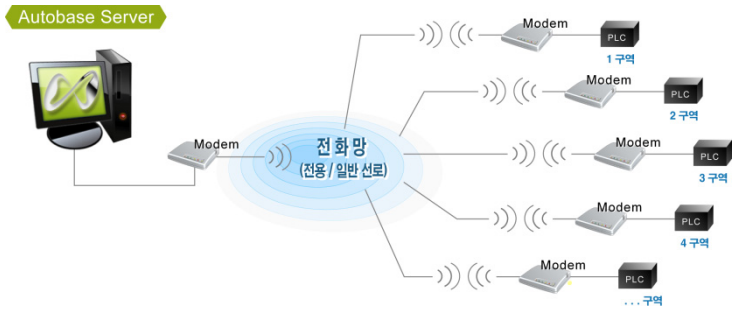 Autobase Server
Modem
전화망
(전용 / 일반 선로)
Modem
PLC
1 구역
Modem
PLC
2 구역
Modem
PLC
3 구역
Modem
PLC
4 구역
Modem
PLC
. . . 구역